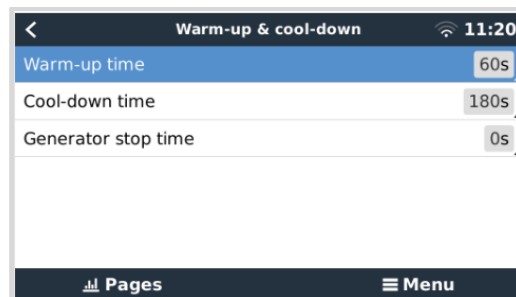 Warm-up & cool-down 11:20
Warm-up time 60s
Cool-down time 180s
Generator stop time 0s
Pages Menu